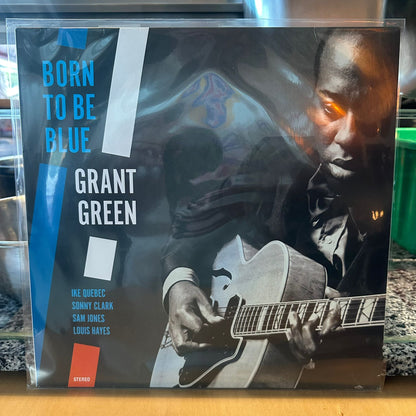 BORN
TO BE
BLUE
GRANT
GREEN
IKE QUEBEC
SONNY CLARK
SAM JONES
LOUIS HAYES
STEREO